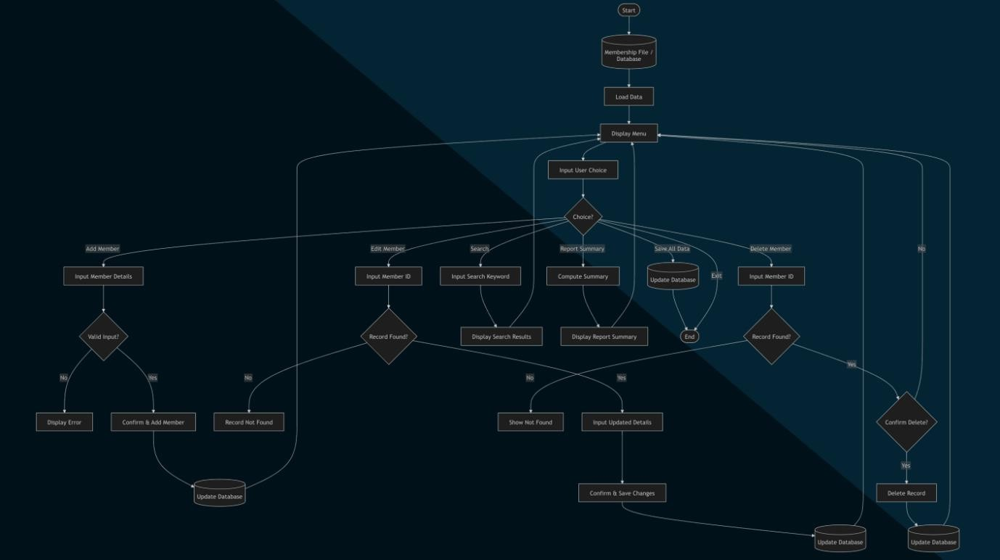 Start
Membership File /
Database
Load Data
Display Menu
Input User Choice
Choice?
Add Member
Edit Member
Search
Report Summary
Save All Data
Delete Member
No
Input Member Details
Input Member ID
Input Search Keyword
Compute Summary
Update Database
Exit
Input Member ID
Valid Input?
Record Found?
Display Search Results
Display Report Summary
End
Record Found?
Yes
No
Yes
No
No
Yes
Display Error
Confirm & Add Member
Record Not Found
Show Not Found
Input Updated Details
Confirm Delete?
Yes
Update Database
Confirm & Save Changes
Delete Record
Update Database
Update Database